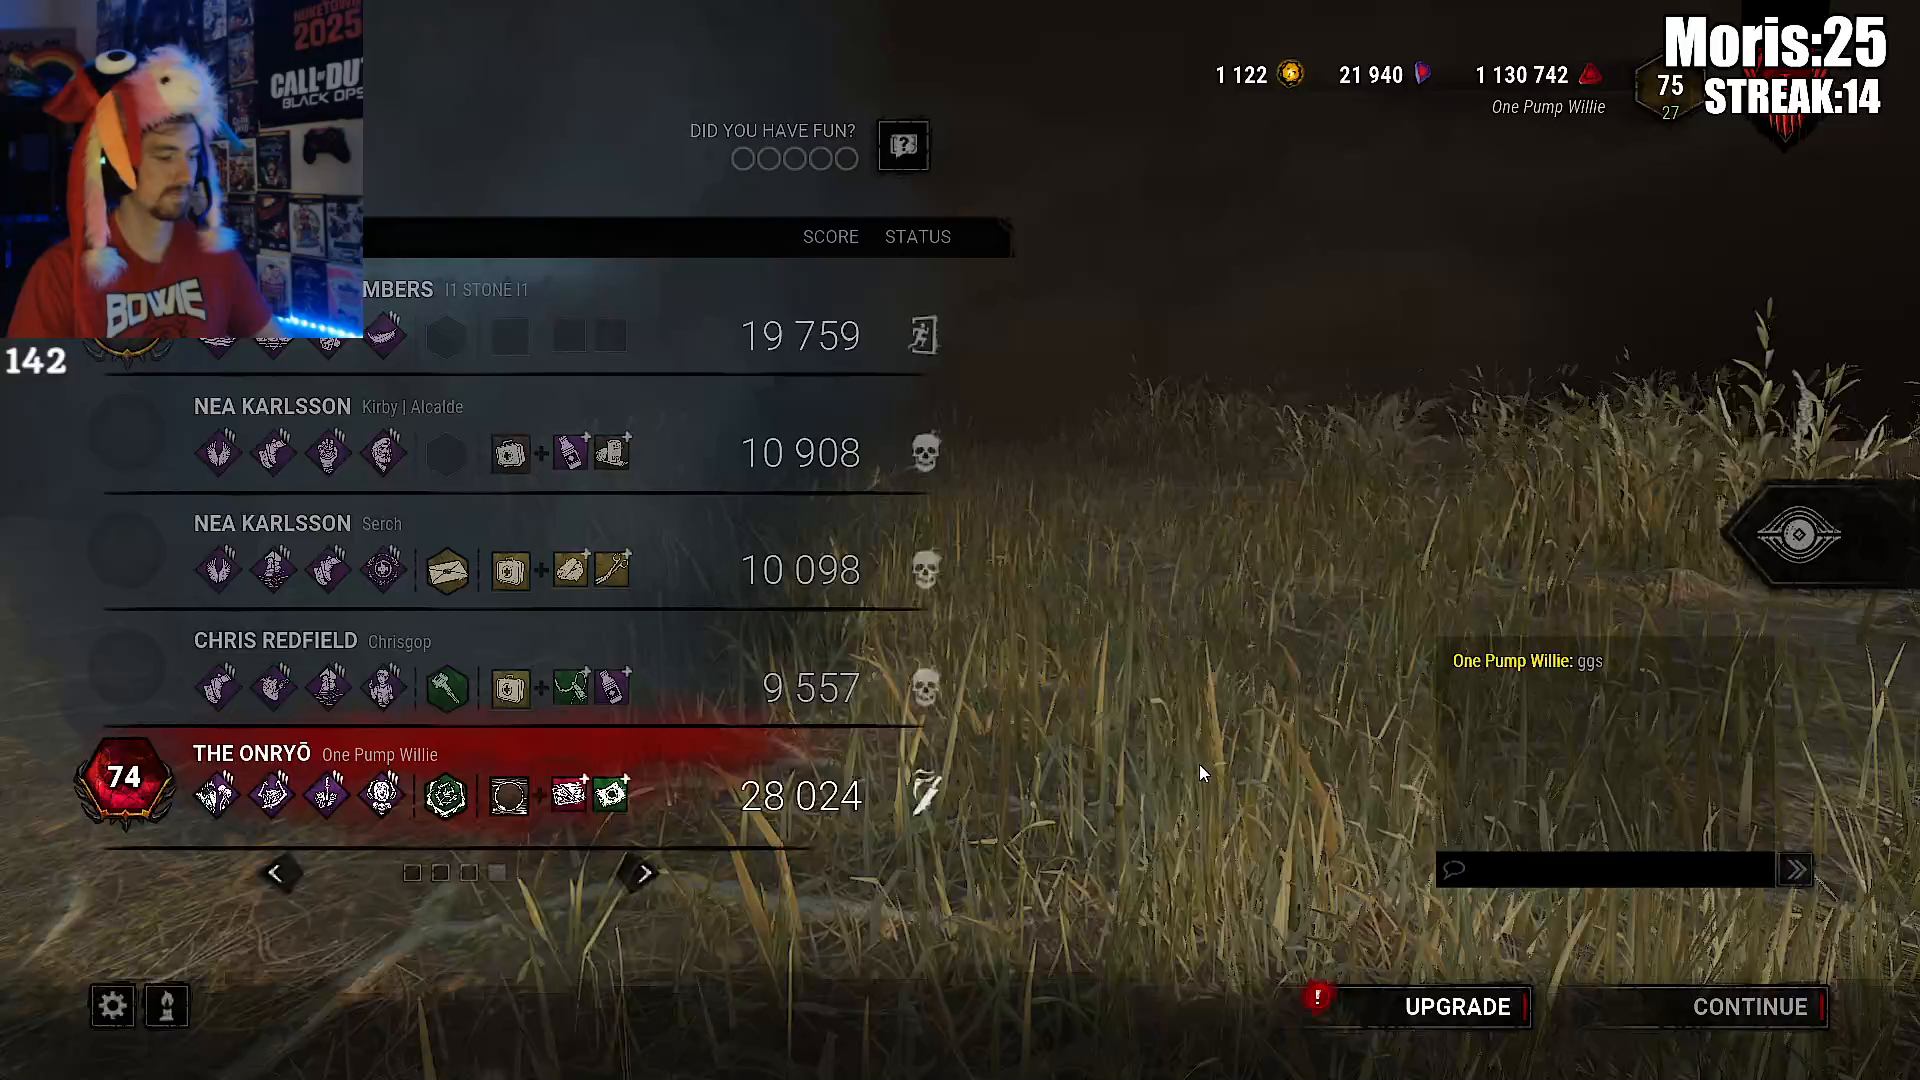 NUKETOWN
2025
CALL OF DU
BLACK OPS
BOWIE
142
Moris:25
STREAK:14
1 122
21 940
1 130 742
One Pump Willie
75
27
DID YOU HAVE FUN?
SCORE STATUS
MBERS I1 STONE I1
19 759
NEA KARLSSON Kirby | Alcalde
10 908
NEA KARLSSON Serch
10 098
CHRIS REDFIELD Chrisgop
9 557
74
THE ONRYŌ One Pump Willie
28 024
One Pump Willie: ggs
UPGRADE
CONTINUE